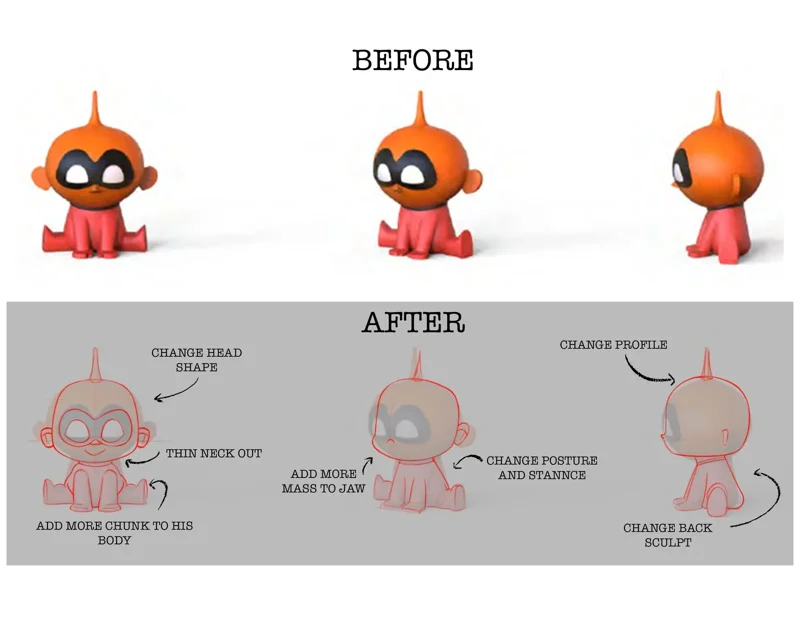 BEFORE
AFTER
CHANGE HEAD
SHAPE
THIN NECK OUT
ADD MORE CHUNK TO HIS
BODY
ADD MORE
MASS TO JAW
CHANGE POSTURE
AND STANNCE
CHANGE PROFILE
CHANGE BACK
SCULPT